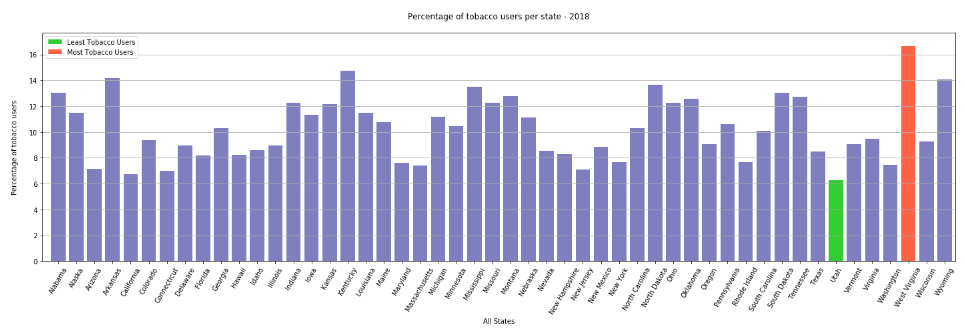 Percentage of tobacco users per state - 2018
Least Tobacco Users
Most Tobacco Users
Percentage of tobacco users
16
14
12
10
8
6
4
2
0
Alabama
Alaska
Arizona
Arkansas
California
Colorado
Connecticut
Delaware
Florida
Georgia
Hawaii
Idaho
Illinois
Indiana
Iowa
Kansas
Kentucky
Louisiana
Maine
Maryland
Massachusetts
Michigan
Minnesota
Mississippi
Missouri
Montana
Nebraska
Nevada
New Hampshire
New Jersey
New Mexico
New York
North Carolina
North Dakota
Ohio
Oklahoma
Oregon
Pennsylvania
Rhode Island
South Carolina
South Dakota
Tennessee
Texas
Utah
Vermont
Virginia
Washington
West Virginia
Wisconsin
Wyoming
All States